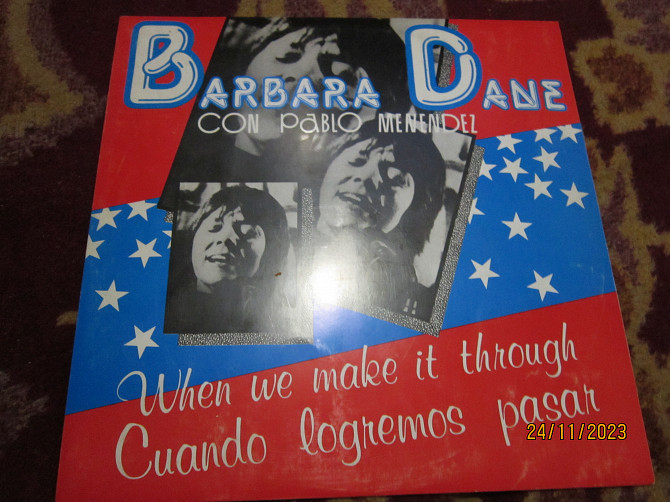 BARBARA DANE
CON PABLO MENENDEZ
When we make it through
Cuando logremos pasar
24/11/2023